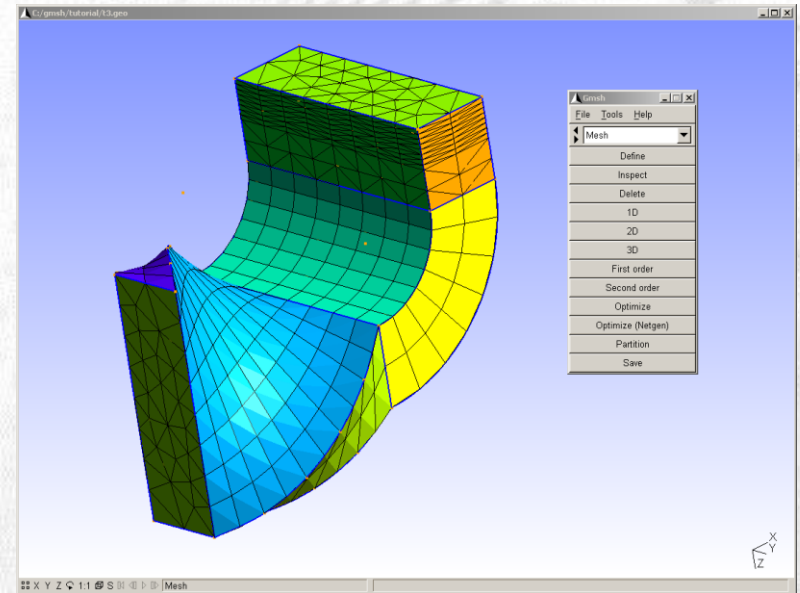 C:/gmsh/tutorial/t3.geo
Gmsh
File Tools Help
Mesh
Define
Inspect
Delete
1D
2D
3D
First order
Second order
Optimize
Optimize (Netgen)
Partition
Save
X
Y
Z
X Y Z 1:1 S Mesh